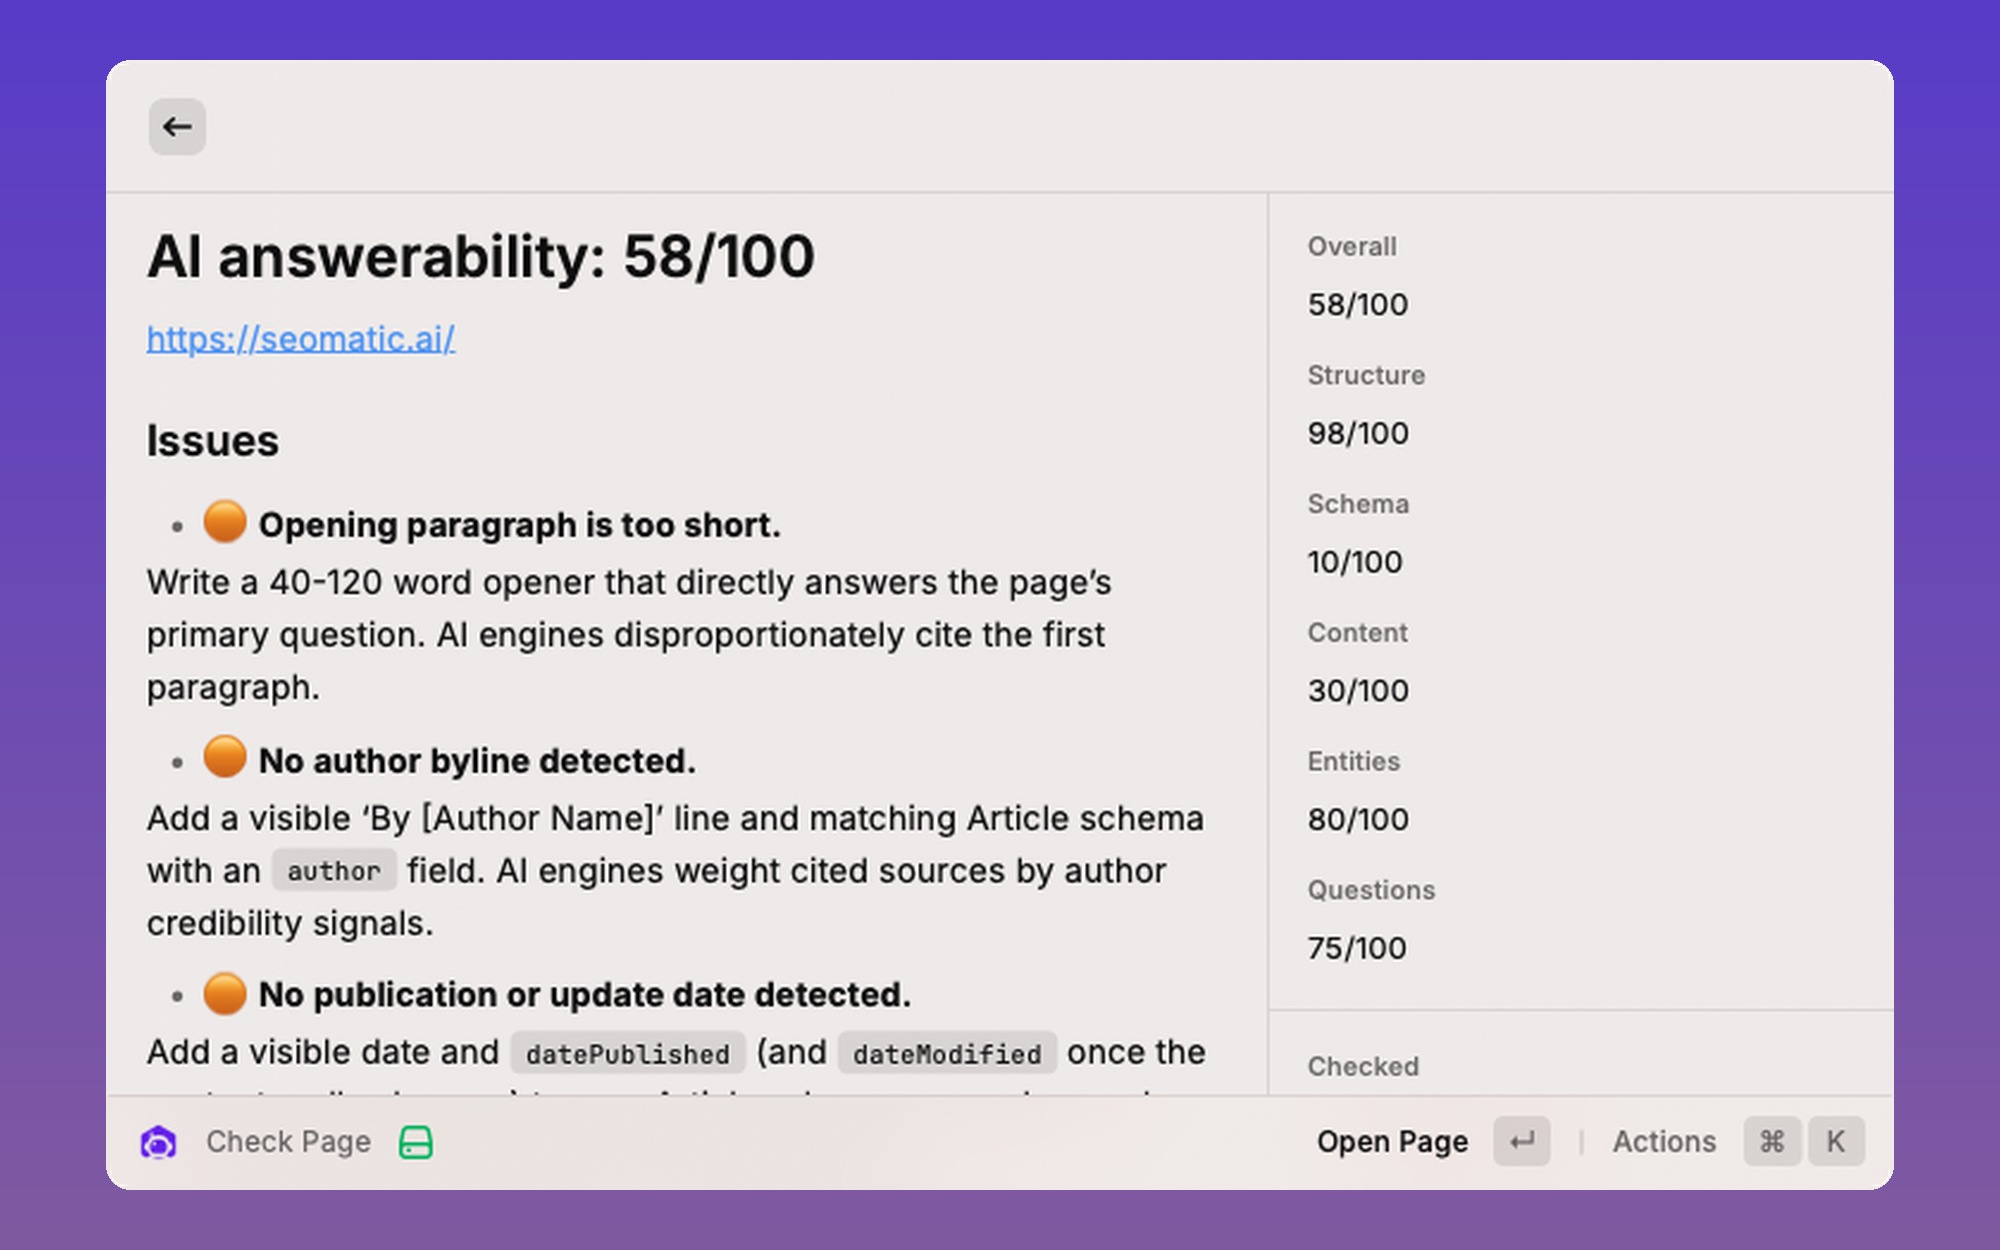 AI answerability: 58/100
https://seomatic.ai/
Issues
• Opening paragraph is too short.
Write a 40-120 word opener that directly answers the page’s
primary question. AI engines disproportionately cite the first
paragraph.
• No author byline detected.
Add a visible ‘By [Author Name]’ line and matching Article schema
with an author field. AI engines weight cited sources by author
credibility signals.
• No publication or update date detected.
Add a visible date and datePublished (and dateModified once the
Overall
58/100
Structure
98/100
Schema
10/100
Content
30/100
Entities
80/100
Questions
75/100
Checked
Check Page
Open Page ↵ | Actions ⌘ K